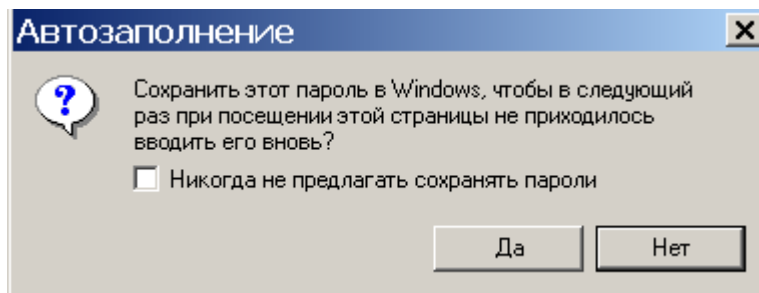 Автозаполнение
Сохранить этот пароль в Windows, чтобы в следующий
раз при посещении этой страницы не приходилось
вводить его вновь?
Никогда не предлагать сохранять пароли
Да Нет